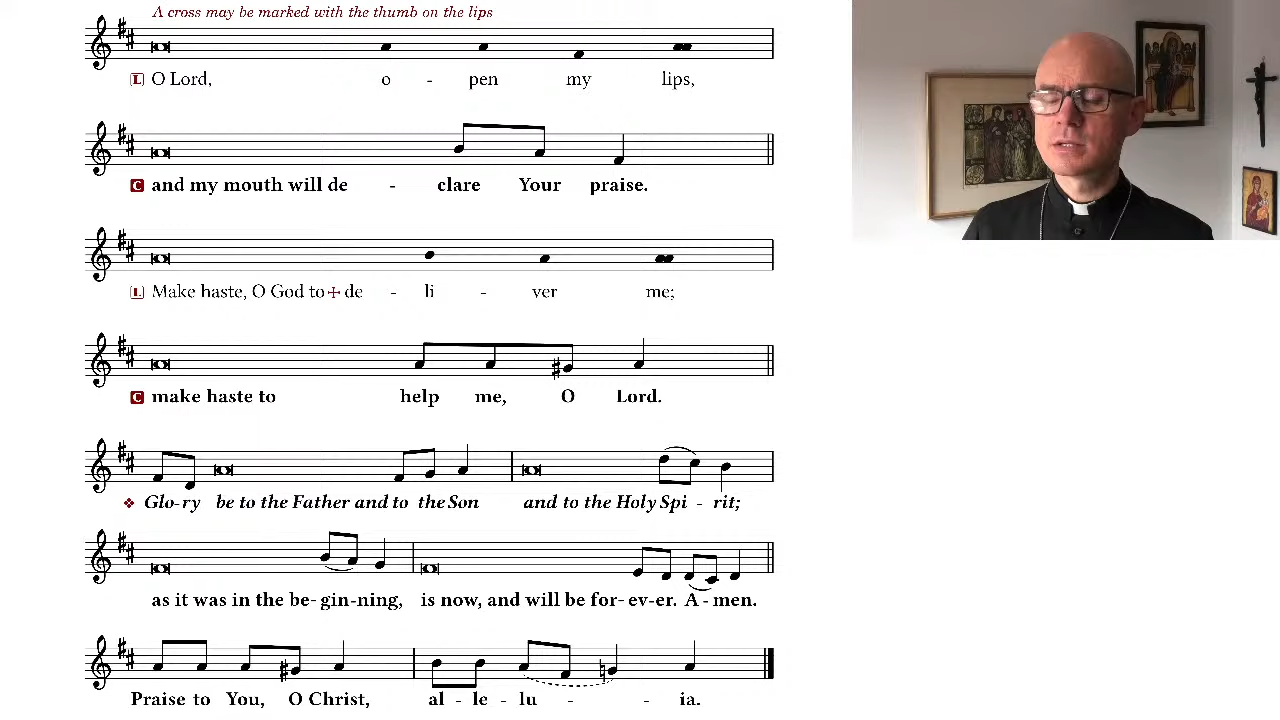 A cross may be marked with the thumb on the lips
L O Lord, o - pen my lips,
C and my mouth will de - clare Your praise.
L Make haste, O God to ☩ de - li - ver me;
C make haste to help me, O Lord.
❖ Glo-ry be to the Father and to the Son and to the Holy Spi - rit;
as it was in the be-gin-ning, is now, and will be for-ev-er. A-men.
Praise to You, O Christ, al-le-lu - - ia.